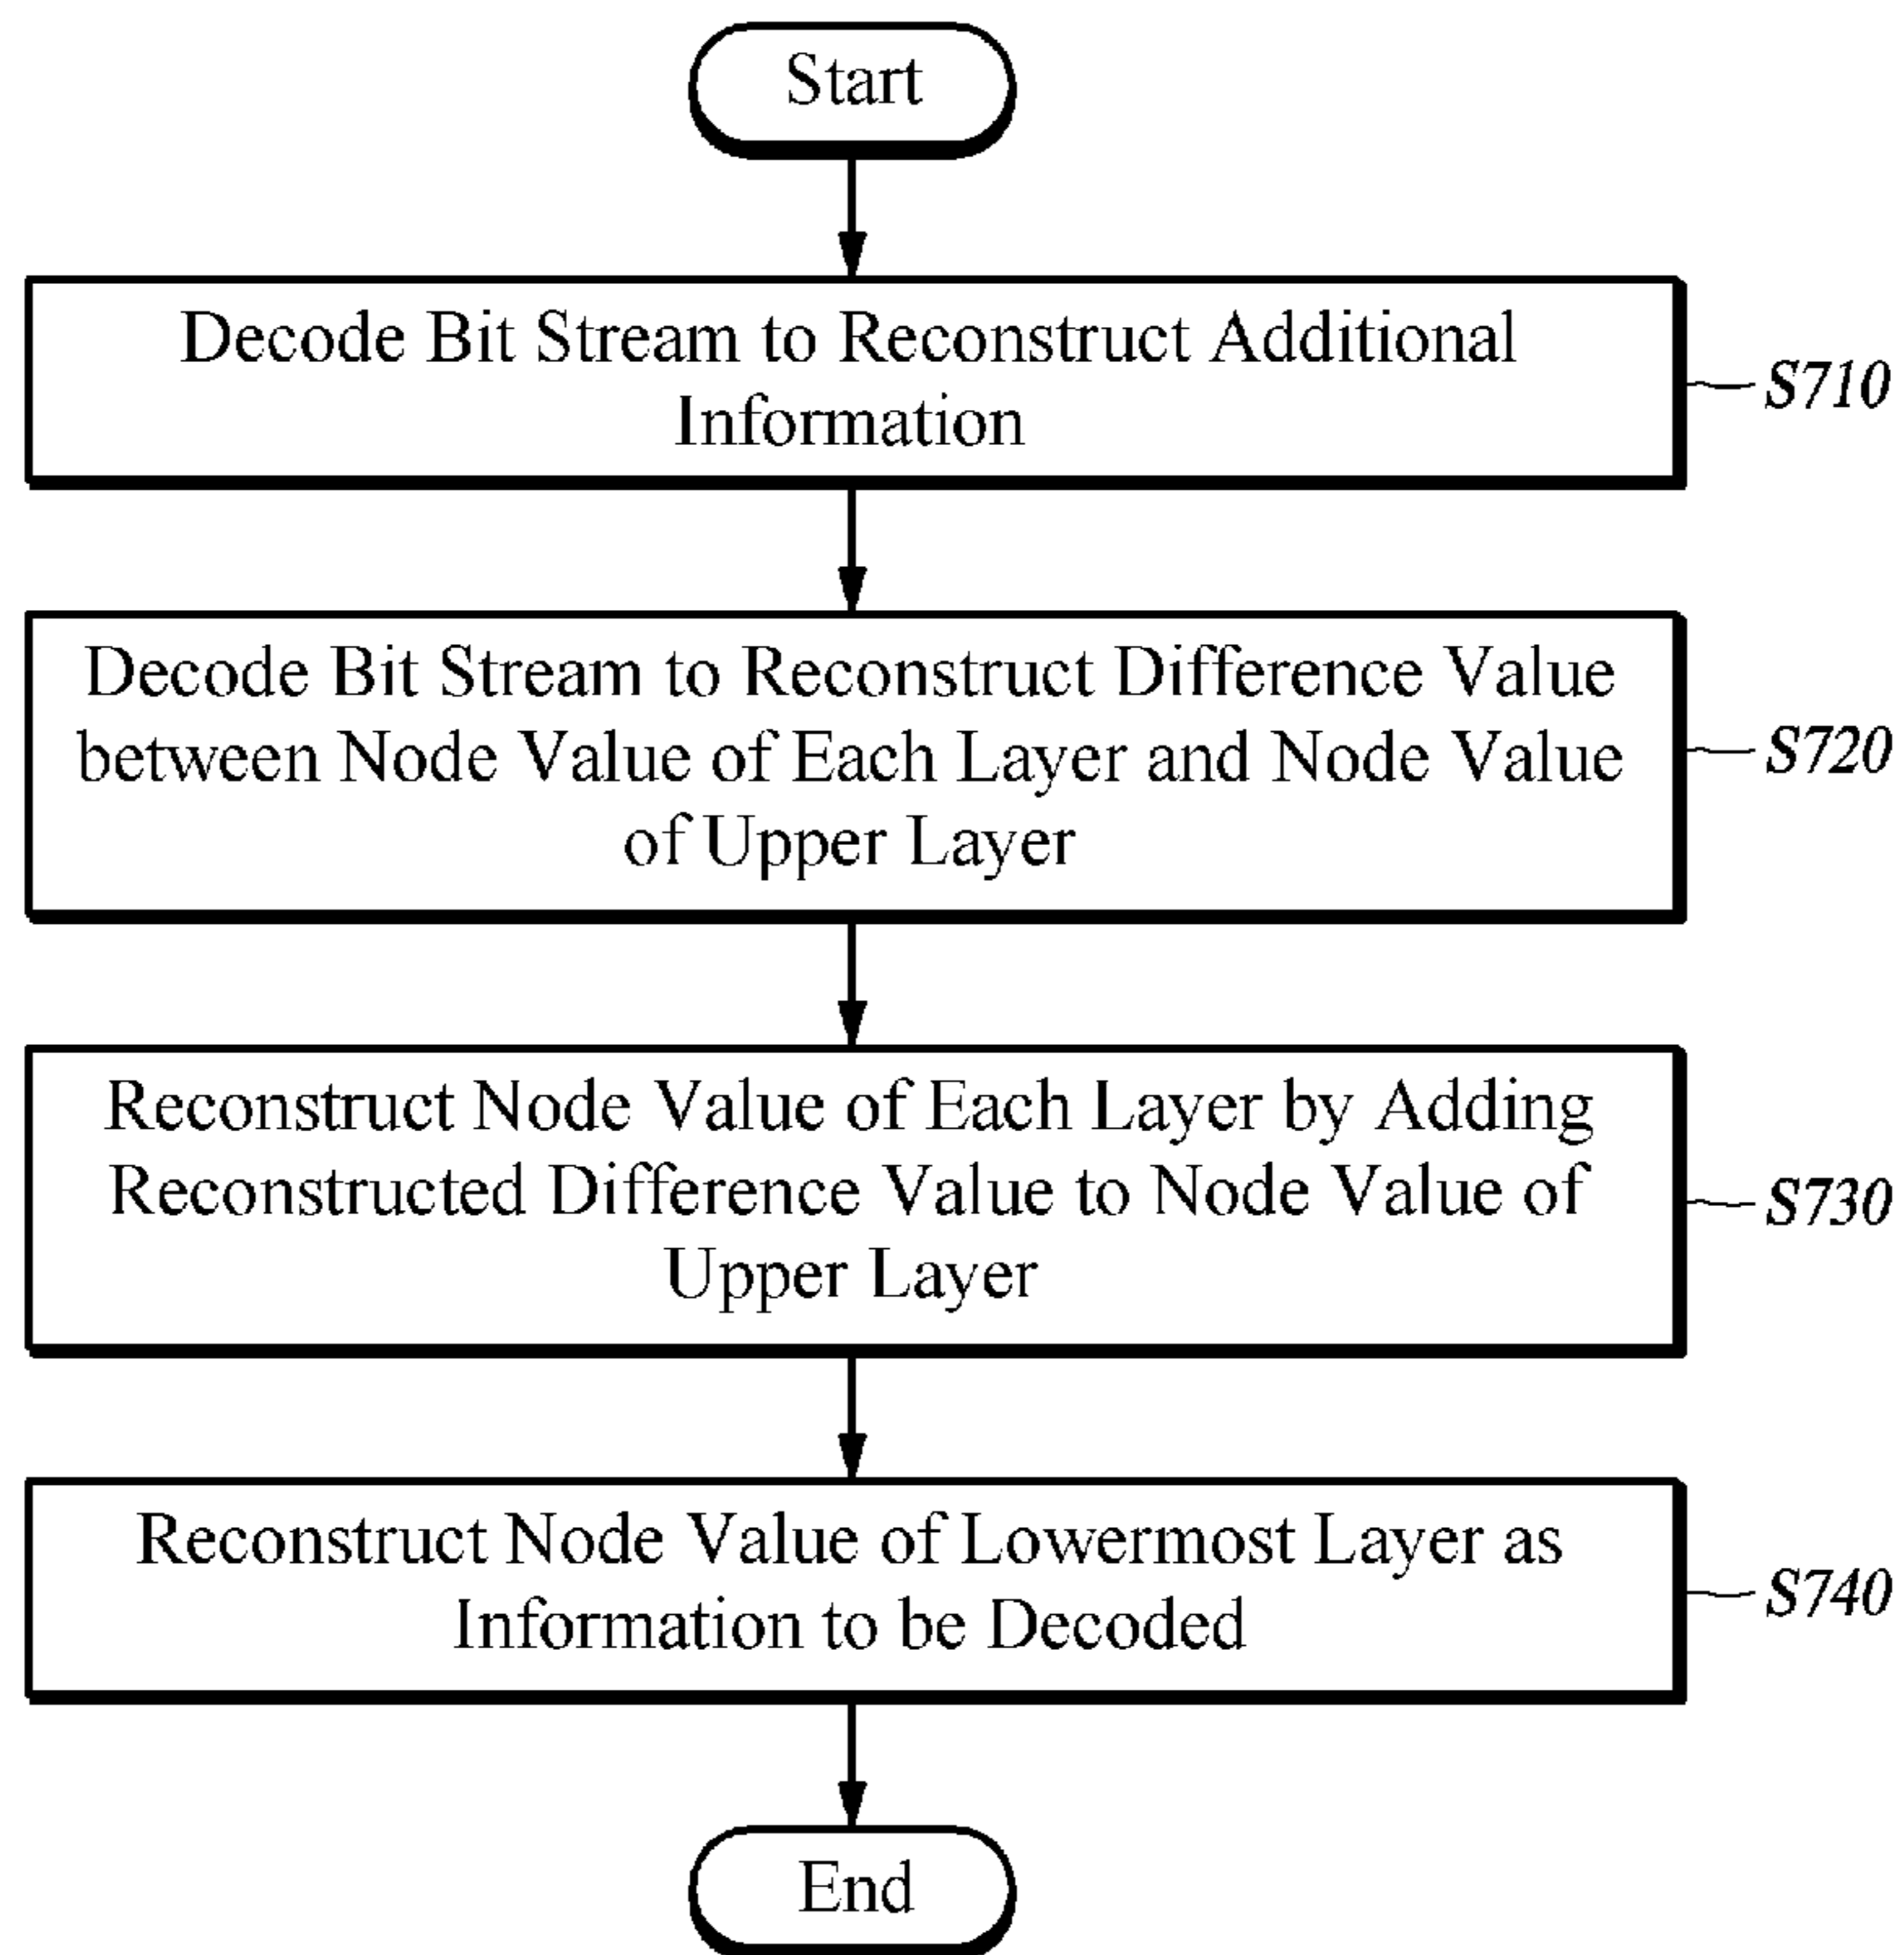 Start
Decode Bit Stream to Reconstruct Additional
Information
S710
Decode Bit Stream to Reconstruct Difference Value
between Node Value of Each Layer and Node Value
of Upper Layer
S720
Reconstruct Node Value of Each Layer by Adding
Reconstructed Difference Value to Node Value of
Upper Layer
S730
Reconstruct Node Value of Lowermost Layer as
Information to be Decoded
S740
End